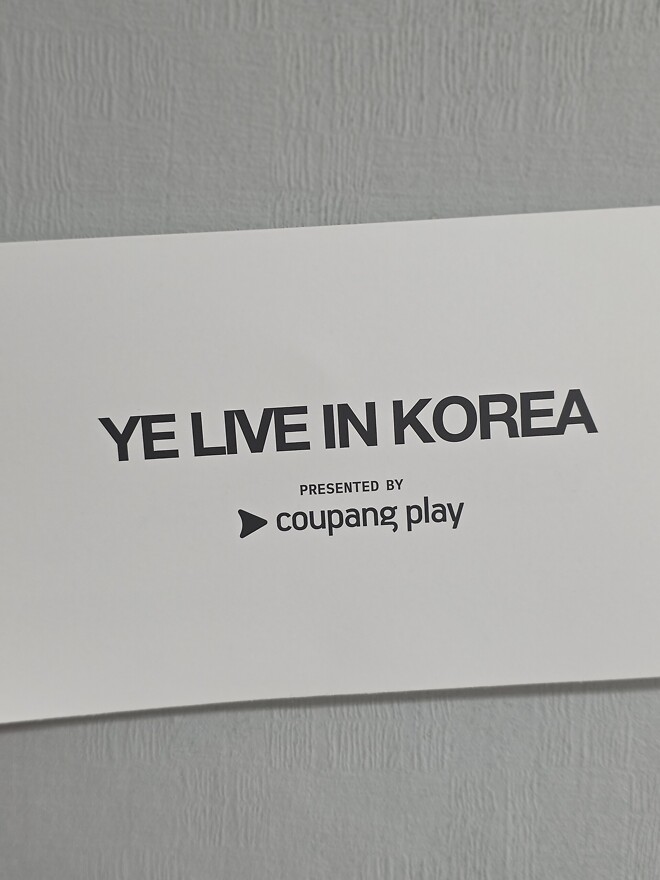 YE LIVE IN KOREA
PRESENTED BY
coupang play